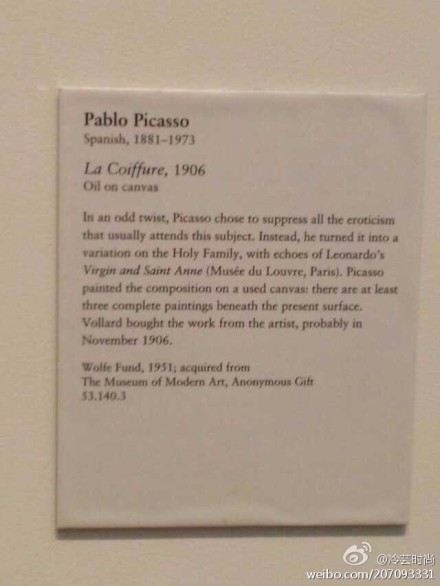 Pablo Picasso
Spanish, 1881–1973
La Coiffure, 1906
Oil on canvas
In an odd twist, Picasso chose to suppress all the eroticism
that usually attends this subject. Instead, he turned it into a
variation on the Holy Family, with echoes of Leonardo's
Virgin and Saint Anne (Musée du Louvre, Paris). Picasso
painted the composition on a used canvas: there are at least
three complete paintings beneath the present surface.
Vollard bought the work from the artist, probably in
November 1906.
Wolfe Fund, 1951; acquired from
The Museum of Modern Art, Anonymous Gift
53.140.3
@冷芸时尚
weibo.com/207093331